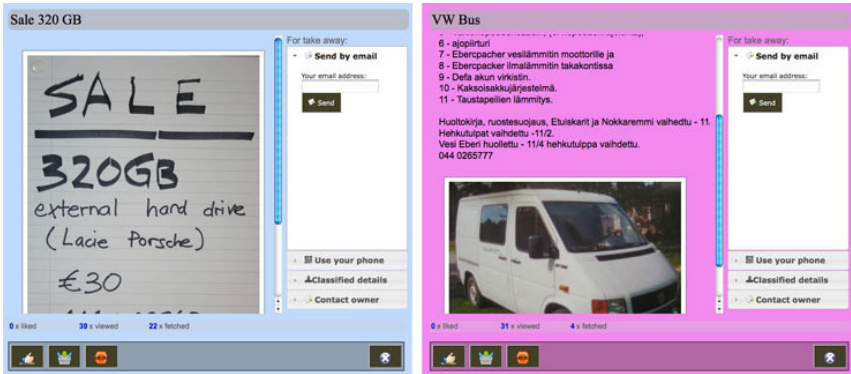 Sale 320 GB
SALE
320GB
external hard drive
(Lacie Porsche)
€30
For take away:
Send by email
Your email address:
Send
Use your phone
Classified details
Contact owner
0 x liked 39 x viewed 22 x fetched
VW Bus
6 - ajopiirturi
7 - Ebercpacher vesilämmitin moottorille ja
8 - Ebercpacker ilmalämmitin takakontissa
9 - Defa akun virkistin.
10 - Kaksoisakkujärjestelmä.
11 - Taustapeilien lämmitys.
Huoltokirja, ruostesuojaus, Etuiskarit ja Nokkaremmi vaihedtu - 11.
Hehkutulpat vaihdettu -11/2.
Vesi Eberi huollettu - 11/4 hehkutulppa vaihdettu.
044 0265777
For take away:
Send by email
Your email address:
Send
Use your phone
Classified details
Contact owner
0 x liked 31 x viewed 4 x fetched